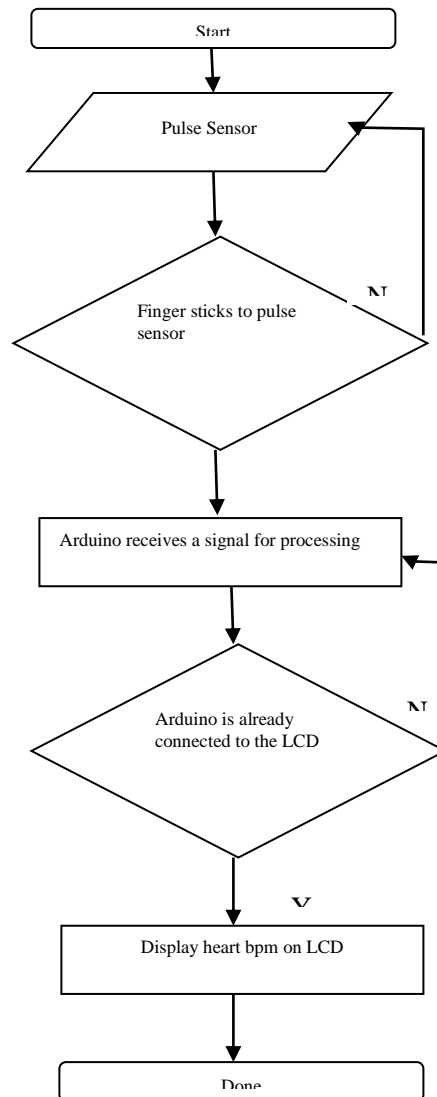 Start
Pulse Sensor
N
Finger sticks to pulse
sensor
Arduino receives a signal for processing
N
Arduino is already
connected to the LCD
Y
Display heart bpm on LCD
Done